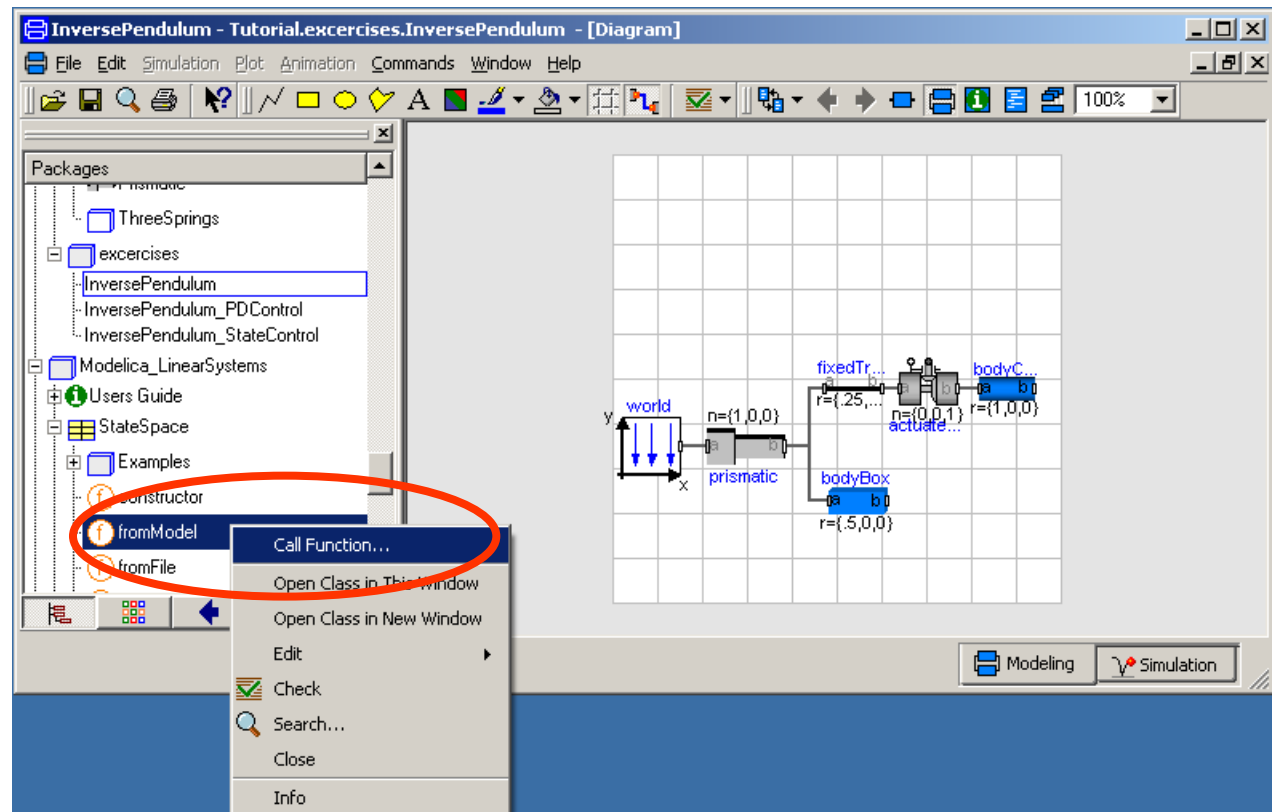 InversePendulum - Tutorial.excercises.InversePendulum - [Diagram]
File Edit Simulation Plot Animation Commands Window Help
A 100%
Packages
Prismatic
ThreeSprings
excercises
InversePendulum
InversePendulum_PDControl
InversePendulum_StateControl
Modelica_LinearSystems
Users Guide
StateSpace
Examples
f constructor
f fromModel
f fromFile
Call Function...
Open Class in This Window
Open Class in New Window
Edit
Check
Search...
Close
Info
fixedTr...
a b
r={.25,...
a b
n={0,0,1}
actuate...
bodyC...
a b
r={1,0,0}
world
y
x
n={1,0,0}
a b
prismatic
bodyBox
a b
r={.5,0,0}
Modeling Simulation